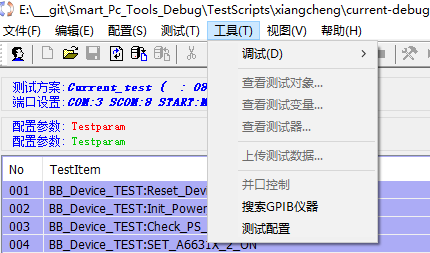 E:\___git\Smart_Pc_Tools_Debug\TestScripts\xiangcheng\current-debug
文件(F) 编辑(E) 配置(S) 测试(T) 工具(T) 视图(V) 帮助(H)
调试(D)
查看测试对象...
查看测试变量...
查看测试器...
上传测试数据...
并口控制
搜索GPIB仪器
测试配置
测试方案:Current_test ( : 08
端口设置:COM:3 SCOM:8 START:M
配置参数: Testparam
配置参数: Testparam
No TestItem
001 BB_Device_TEST:Reset_Devi
002 BB_Device_TEST:Init_Power
003 BB_Device_TEST:Check_PS_
004 BB_Device_TEST:SET_A6631X_2_ON